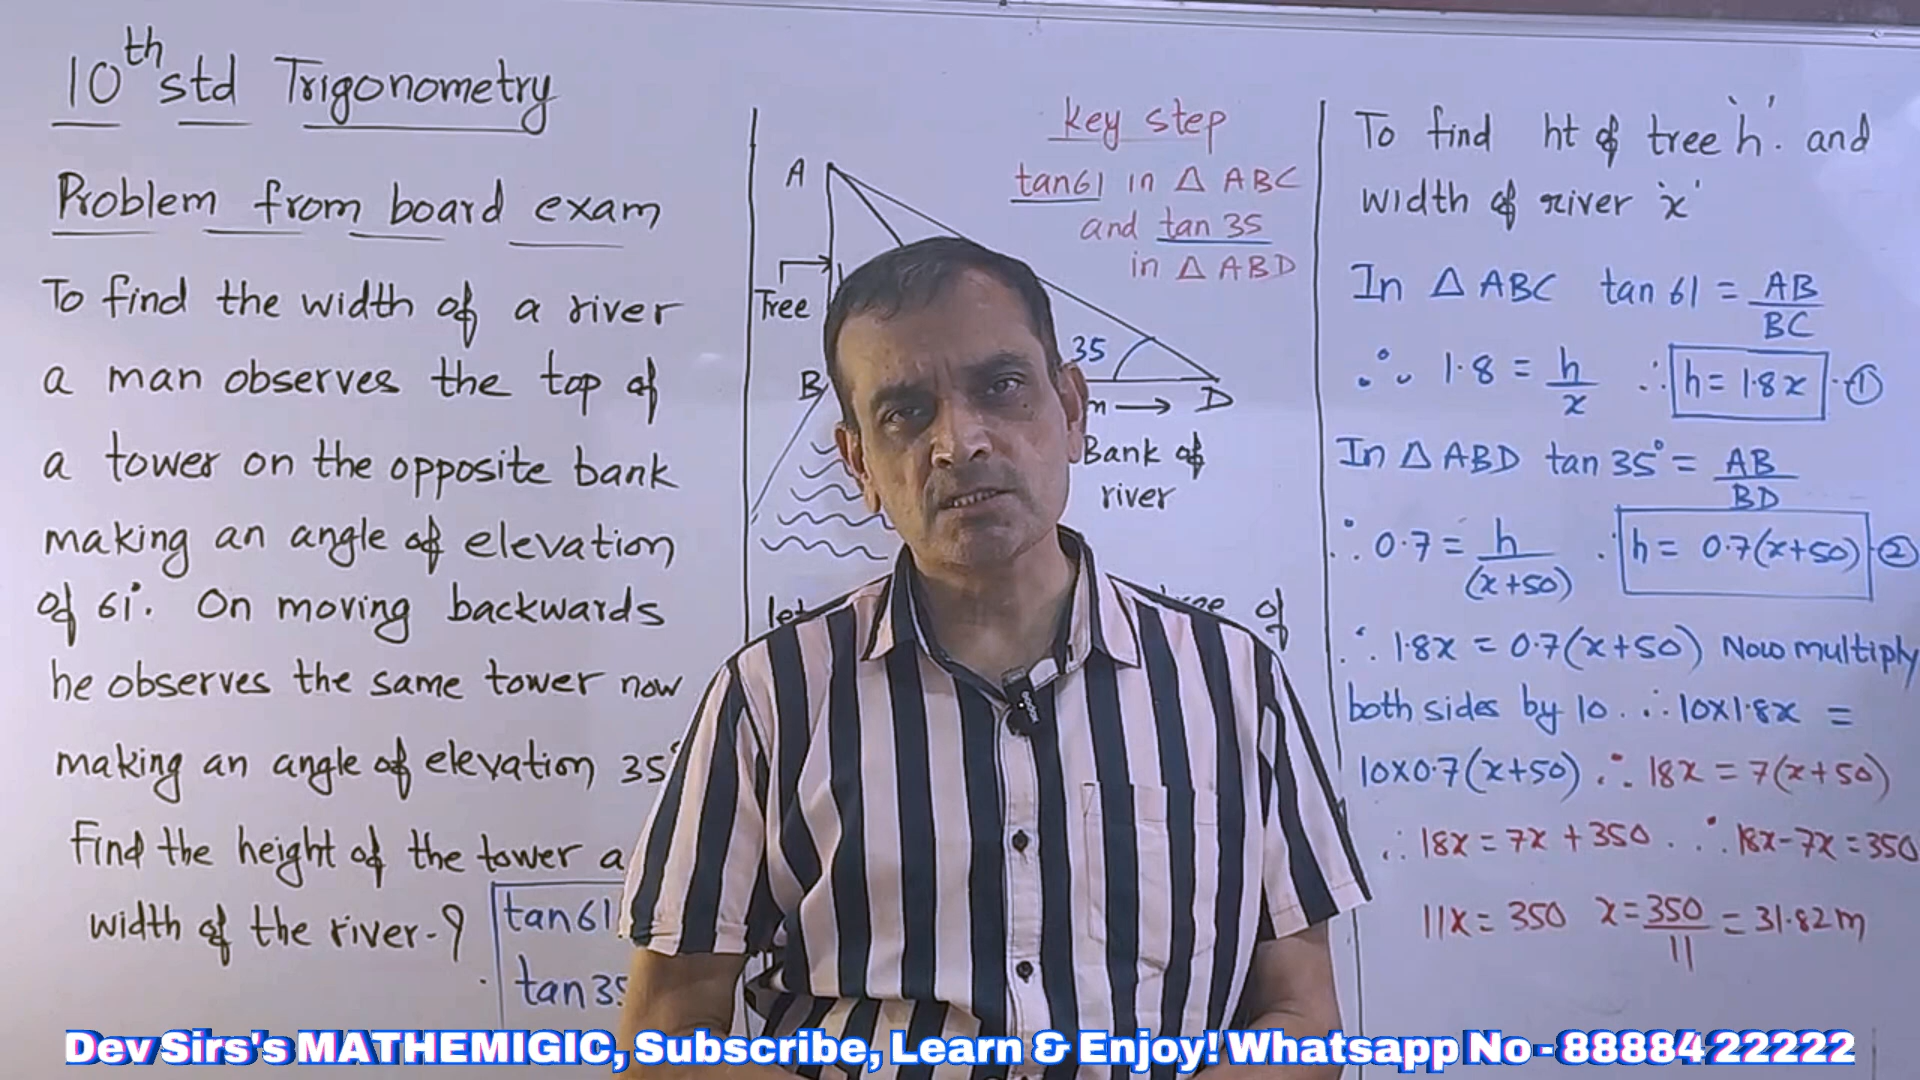 10th std Trigonometry
Problem from board exam
To find the width of a river
a man observes the top of
a tower on the opposite bank
making an angle of elevation
of 61°. On moving backwards
he observes the same tower now
making an angle of elevation 35°
Find the height of the tower a
width of the river-?
tan61
tan35
Key step
tan61 in △ ABC
and tan 35
in △ ABD
A
Tree
B
35
m → D
Bank of
river
let
of
To find ht of tree 'h'. and
width of river 'x'
In △ ABC tan 61 = AB
BC
∴ 1.8 = h ∴ h = 1.8x - ①
x
In △ ABD tan 35° = AB
BD
∴ 0.7 = h ∴ h = 0.7(x+50) - ②
(x+50)
∴ 1.8x = 0.7(x+50) Now multiply
both sides by 10. ∴ 10x1.8x =
10x0.7(x+50) ∴ 18x = 7(x+50)
∴ 18x = 7x + 350. ∴ 18x-7x = 350
11x = 350 x = 350 = 31.82m
11
godox
Dev Sirs's MATHEMIGIC, Subscribe, Learn & Enjoy! Whatsapp No - 88884 22222